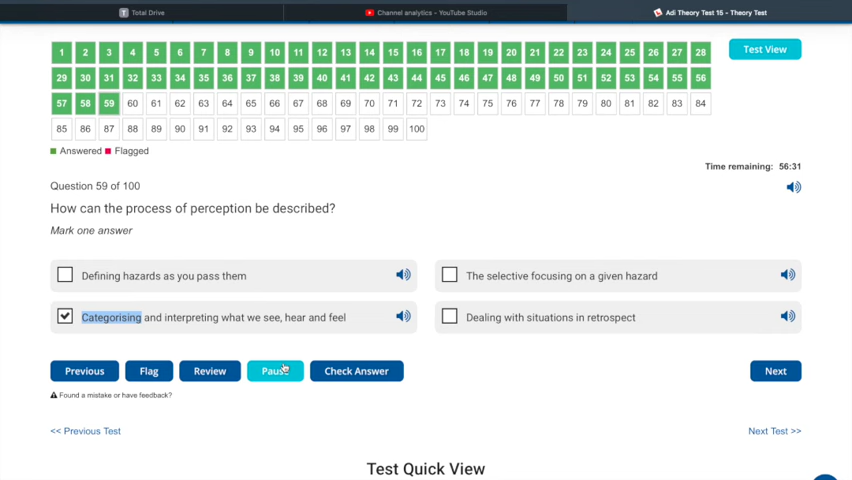 Total Drive
Channel analytics – YouTube Studio
Adi Theory Test 15 - Theory Test
1 2 3 4 5 6 7 8 9 10 11 12 13 14 15 16 17 18 19 20 21 22 23 24 25 26 27 28
Test View
29 30 31 32 33 34 35 36 37 38 39 40 41 42 43 44 45 46 47 48 49 50 51 52 53 54 55 56
57 58 59 60 61 62 63 64 65 66 67 68 69 70 71 72 73 74 75 76 77 78 79 80 81 82 83 84
85 86 87 88 89 90 91 92 93 94 95 96 97 98 99 100
Answered Flagged
Time remaining: 56:31
Question 59 of 100
How can the process of perception be described?
Mark one answer
Defining hazards as you pass them
The selective focusing on a given hazard
Categorising and interpreting what we see, hear and feel
Dealing with situations in retrospect
Previous Flag Review Pause Check Answer Next
Found a mistake or have feedback?
<< Previous Test Next Test >>
Test Quick View